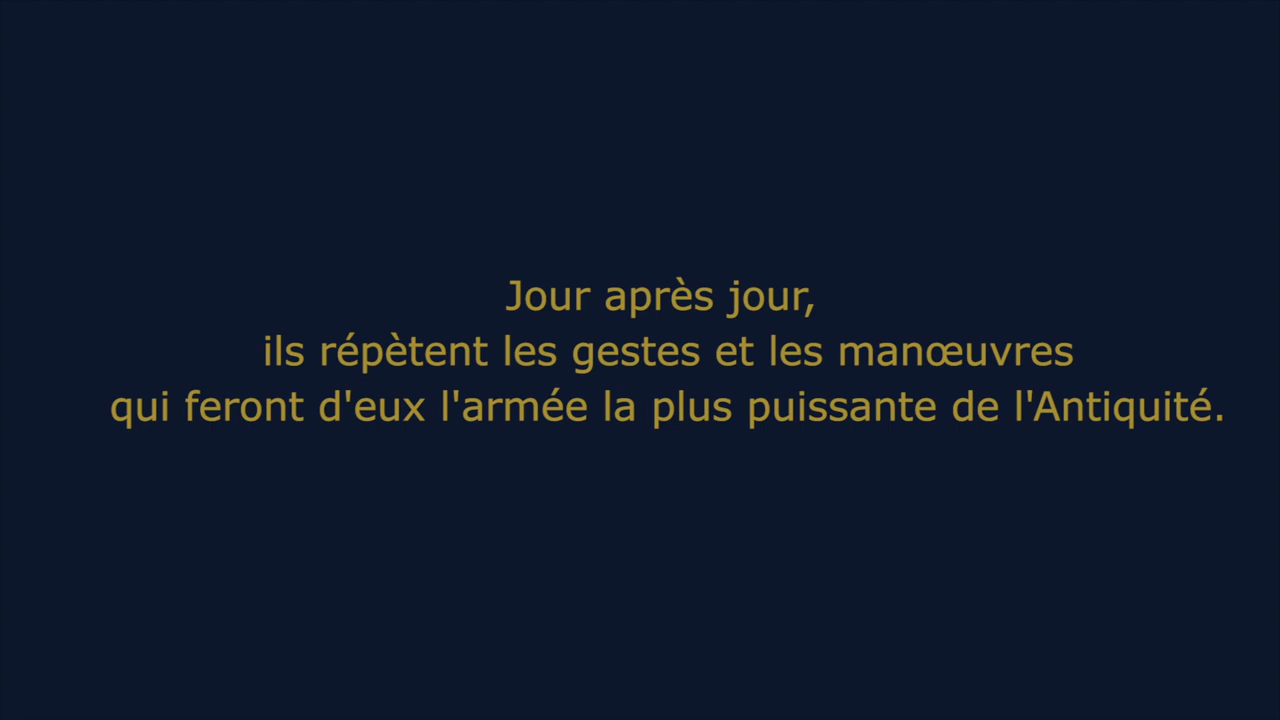 Jour après jour,
ils répètent les gestes et les manœuvres
qui feront d'eux l'armée la plus puissante de l'Antiquité.